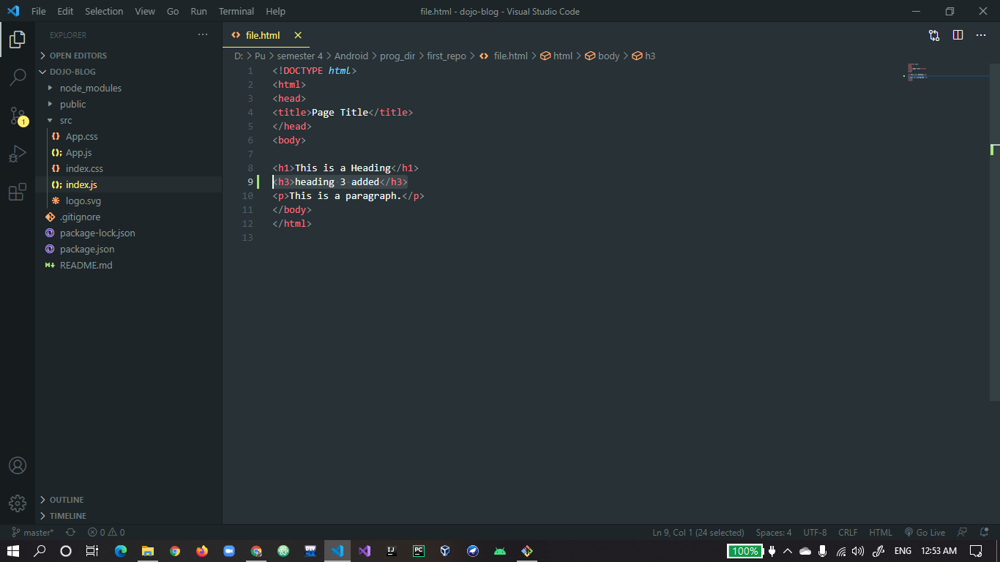 File Edit Selection View Go Run Terminal Help file.html - dojo-blog - Visual Studio Code
EXPLORER
OPEN EDITORS
DOJO-BLOG
node_modules
public
src
App.css
App.js
index.css
index.js
logo.svg
.gitignore
package-lock.json
package.json
README.md
OUTLINE
TIMELINE
1
file.html
D: > Pu > semester 4 > Android > prog_dir > first_repo > file.html > html > body > h3
1 <!DOCTYPE html>
2 <html>
3 <head>
4 <title>Page Title</title>
5 </head>
6 <body>
7
8 <h1>This is a Heading</h1>
9 <h3>heading 3 added</h3>
10 <p>This is a paragraph.</p>
11 </body>
12 </html>
13
master* 0 0 Ln 9, Col 1 (24 selected) Spaces: 4 UTF-8 CRLF HTML Go Live
DEV IJ PC 100% ENG 12:53 AM